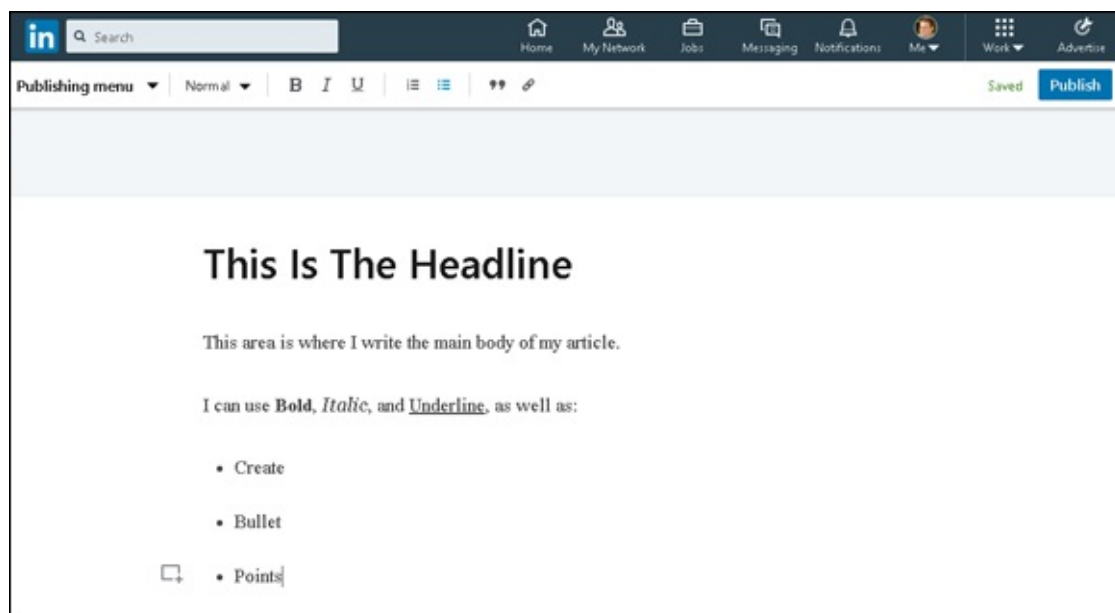 in Search Home My Network Jobs Messaging Notifications Me Work Advertise
Publishing menu Normal B I U Saved Publish
This Is The Headline
This area is where I write the main body of my article.
I can use Bold, Italic, and Underline, as well as:
• Create
• Bullet
• Points